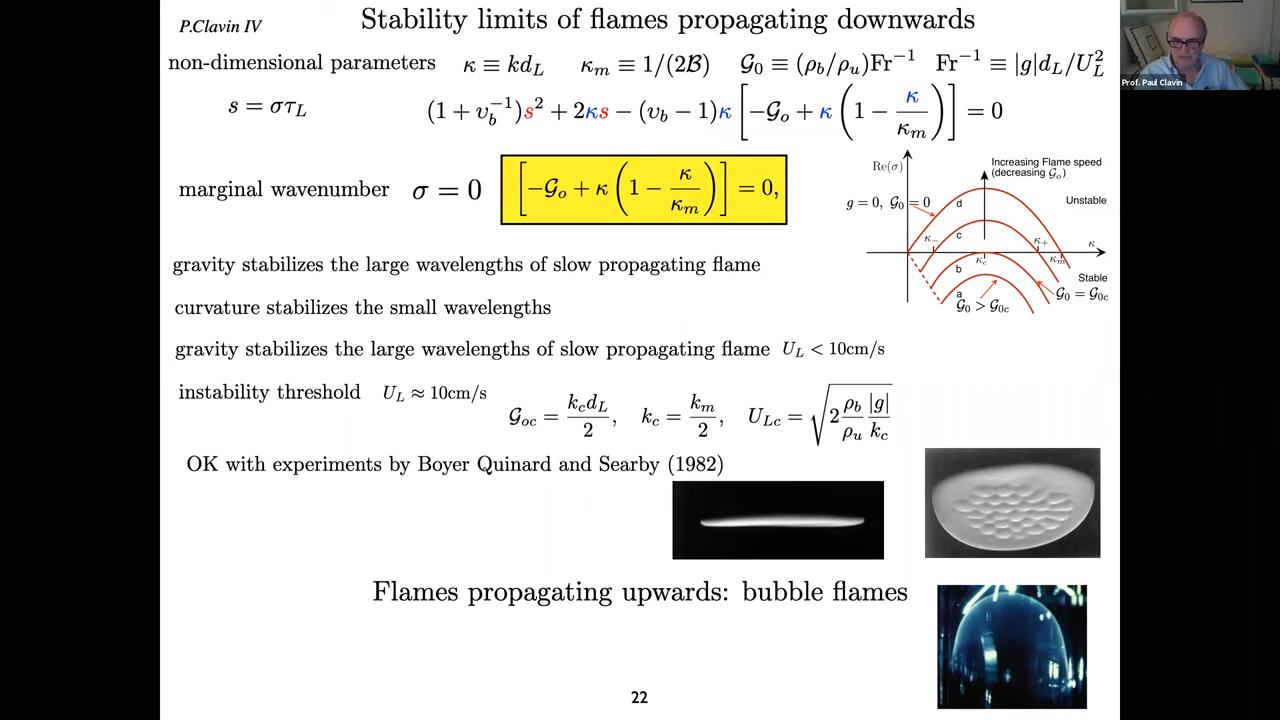 P.Clavin IV
Stability limits of flames propagating downwards
non-dimensional parameters κ ≡ kd_L κ_m ≡ 1/(2ℬ) 𝒢_0 ≡ (ρ_b/ρ_u)Fr^{-1} Fr^{-1} ≡ |g|d_L/U_L^2
s = στ_L (1 + υ_b^{-1})s^2 + 2κs − (υ_b − 1)κ [−𝒢_o + κ (1 − κ/κ_m)] = 0
marginal wavenumber σ = 0 [−𝒢_o + κ (1 − κ/κ_m)] = 0,
Re(σ)
Increasing Flame speed
(decreasing 𝒢_o)
g = 0, 𝒢_0 = 0
d
Unstable
κ_−
c
κ_+
κ
κ_c
κ_m
b
Stable
a
𝒢_0 = 𝒢_{0c}
𝒢_0 > 𝒢_{0c}
gravity stabilizes the large wavelengths of slow propagating flame
curvature stabilizes the small wavelengths
gravity stabilizes the large wavelengths of slow propagating flame U_L < 10cm/s
instability threshold U_L ≈ 10cm/s
𝒢_{oc} = k_c d_L/2, k_c = k_m/2, U_{Lc} = √(2 ρ_b/ρ_u |g|/k_c)
OK with experiments by Boyer Quinard and Searby (1982)
Flames propagating upwards: bubble flames
22
Prof. Paul Clavin